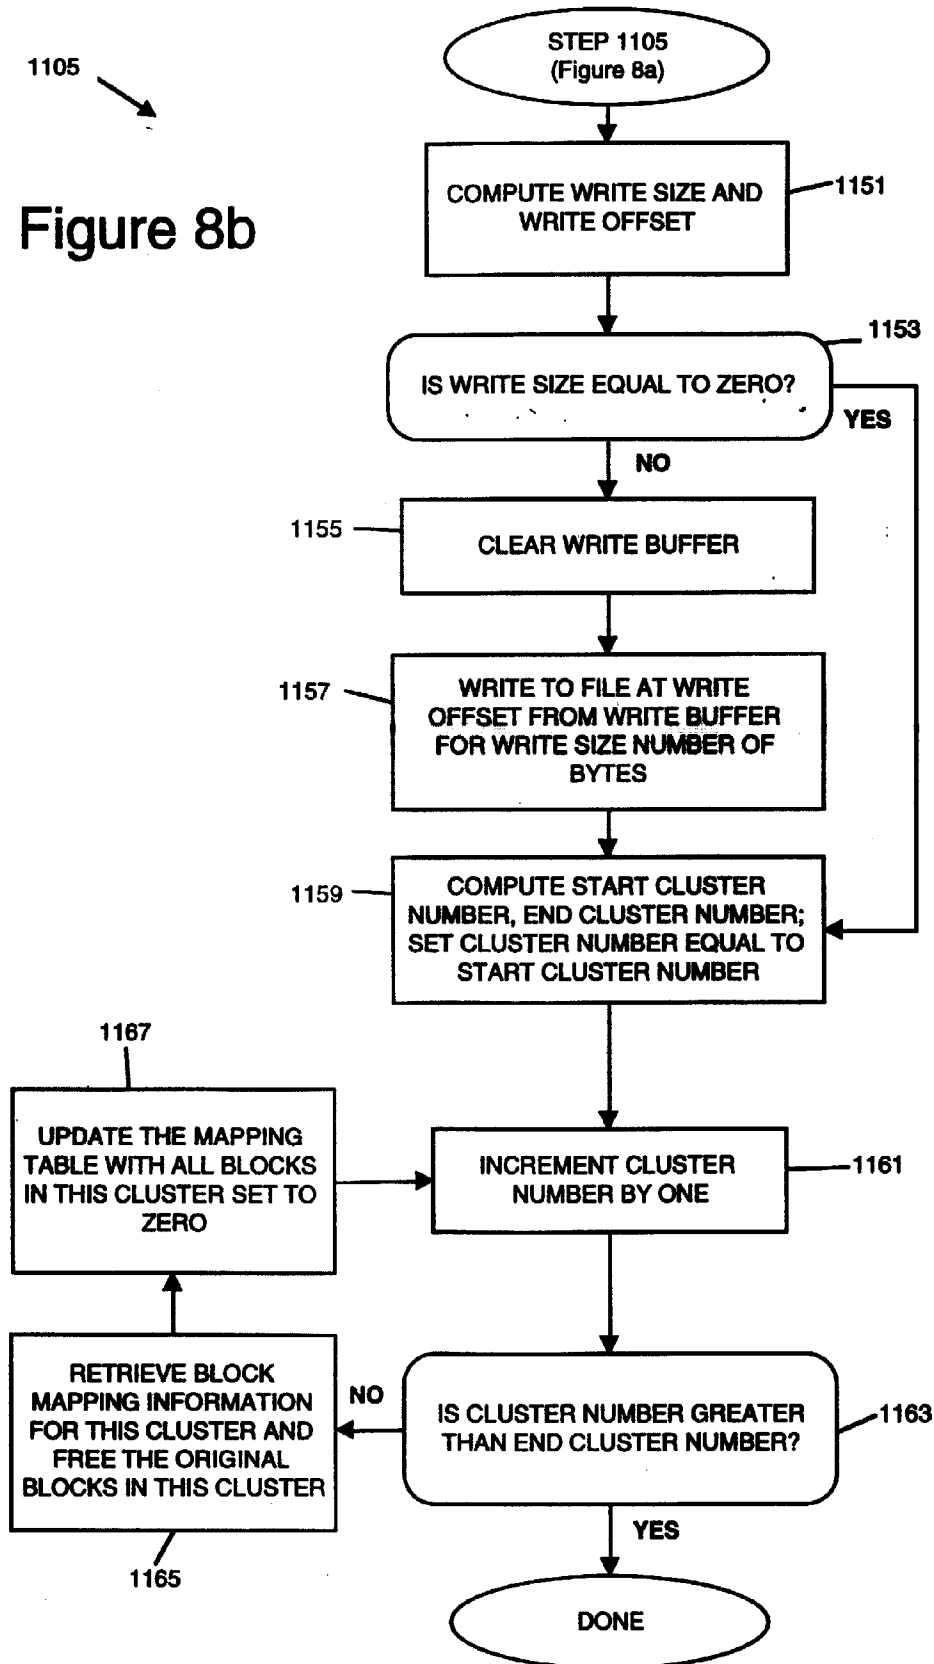 STEP 1105
(Figure 8a)
1105
Figure 8b
COMPUTE WRITE SIZE AND
WRITE OFFSET
1151
1153
IS WRITE SIZE EQUAL TO ZERO?
YES
NO
1155
CLEAR WRITE BUFFER
1157
WRITE TO FILE AT WRITE
OFFSET FROM WRITE BUFFER
FOR WRITE SIZE NUMBER OF
BYTES
1159
COMPUTE START CLUSTER
NUMBER, END CLUSTER NUMBER;
SET CLUSTER NUMBER EQUAL TO
START CLUSTER NUMBER
1167
UPDATE THE MAPPING
TABLE WITH ALL BLOCKS
IN THIS CLUSTER SET TO
ZERO
INCREMENT CLUSTER
NUMBER BY ONE
1161
RETRIEVE BLOCK
MAPPING INFORMATION
FOR THIS CLUSTER AND
FREE THE ORIGINAL
BLOCKS IN THIS CLUSTER
NO
IS CLUSTER NUMBER GREATER
THAN END CLUSTER NUMBER?
1163
YES
1165
DONE